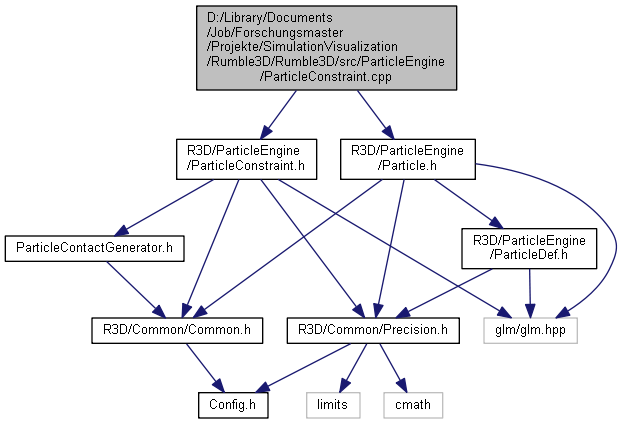 D:/Library/Documents
/Job/Forschungsmaster
/Projekte/SimulationVisualization
/Rumble3D/Rumble3D/src/ParticleEngine
/ParticleConstraint.cpp
R3D/ParticleEngine
/ParticleConstraint.h
R3D/ParticleEngine
/Particle.h
ParticleContactGenerator.h
R3D/ParticleEngine
/ParticleDef.h
R3D/Common/Common.h
R3D/Common/Precision.h
glm/glm.hpp
Config.h
limits
cmath